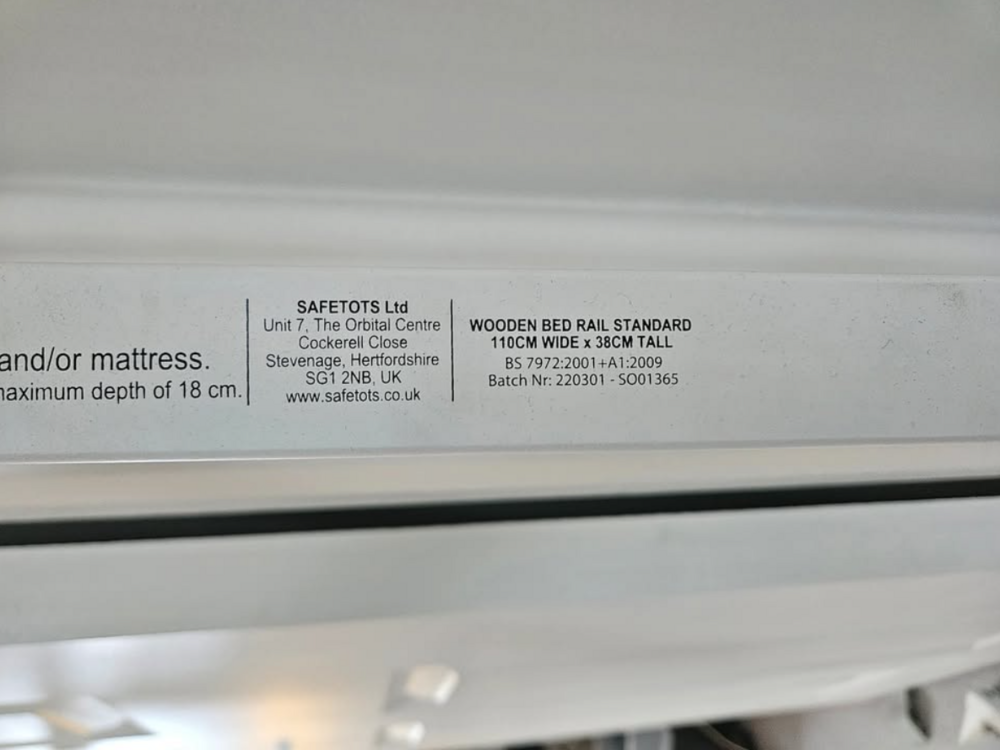 and/or mattress.
maximum depth of 18 cm.
SAFETOTS Ltd
Unit 7, The Orbital Centre
Cockerell Close
Stevenage, Hertfordshire
SG1 2NB, UK
www.safetots.co.uk
WOODEN BED RAIL STANDARD
110CM WIDE x 38CM TALL
BS 7972:2001+A1:2009
Batch Nr: 220301 - SO01365